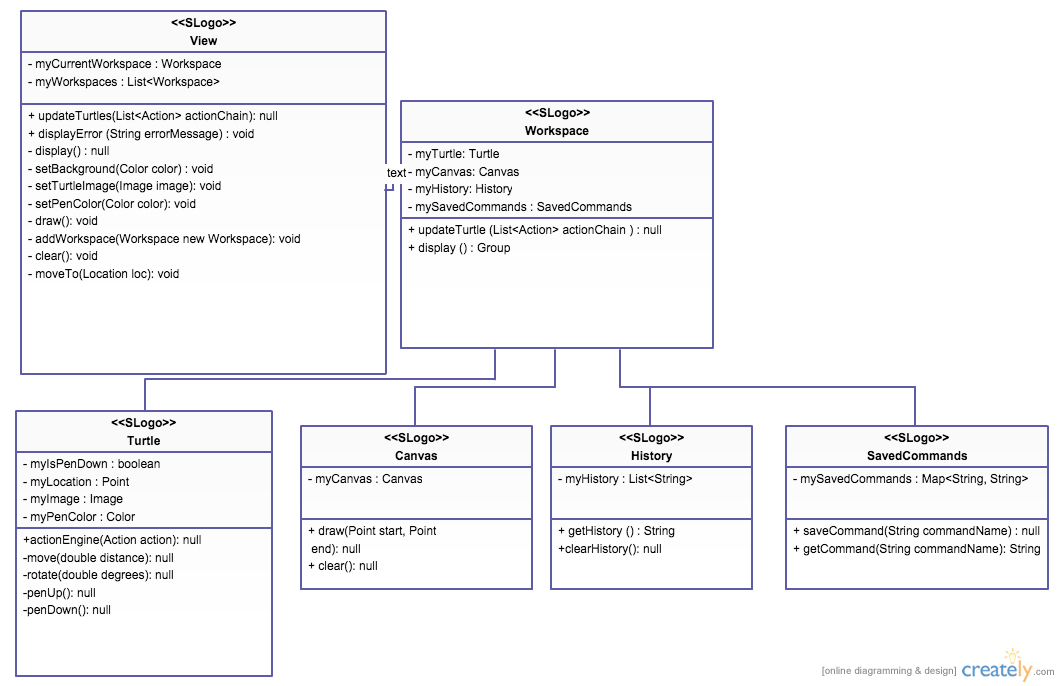 <<SLogo>>
View
- myCurrentWorkspace : Workspace
- myWorkspaces : List<Workspace>
+ updateTurtles(List<Action> actionChain): null
+ displayError (String errorMessage) : void
- display() : null
- setBackground(Color color) : void
- setTurtleImage(Image image): void
- setPenColor(Color color): void
- draw(): void
- addWorkspace(Workspace new Workspace): void
- clear(): void
- moveTo(Location loc): void
text
<<SLogo>>
Workspace
- myTurtle: Turtle
- myCanvas: Canvas
- myHistory: History
- mySavedCommands : SavedCommands
+ updateTurtle (List<Action> actionChain ) : null
+ display () : Group
<<SLogo>>
Turtle
- myIsPenDown : boolean
- myLocation : Point
- myImage : Image
- myPenColor : Color
+actionEngine(Action action): null
-move(double distance): null
-rotate(double degrees): null
-penUp(): null
-penDown(): null
<<SLogo>>
Canvas
- myCanvas : Canvas
+ draw(Point start, Point
end): null
+ clear(): null
<<SLogo>>
History
- myHistory : List<String>
+ getHistory () : String
+clearHistory(): null
<<SLogo>>
SavedCommands
- mySavedCommands : Map<String, String>
+ saveCommand(String commandName) : null
+ getCommand(String commandName): String
[online diagramming & design] creately.com